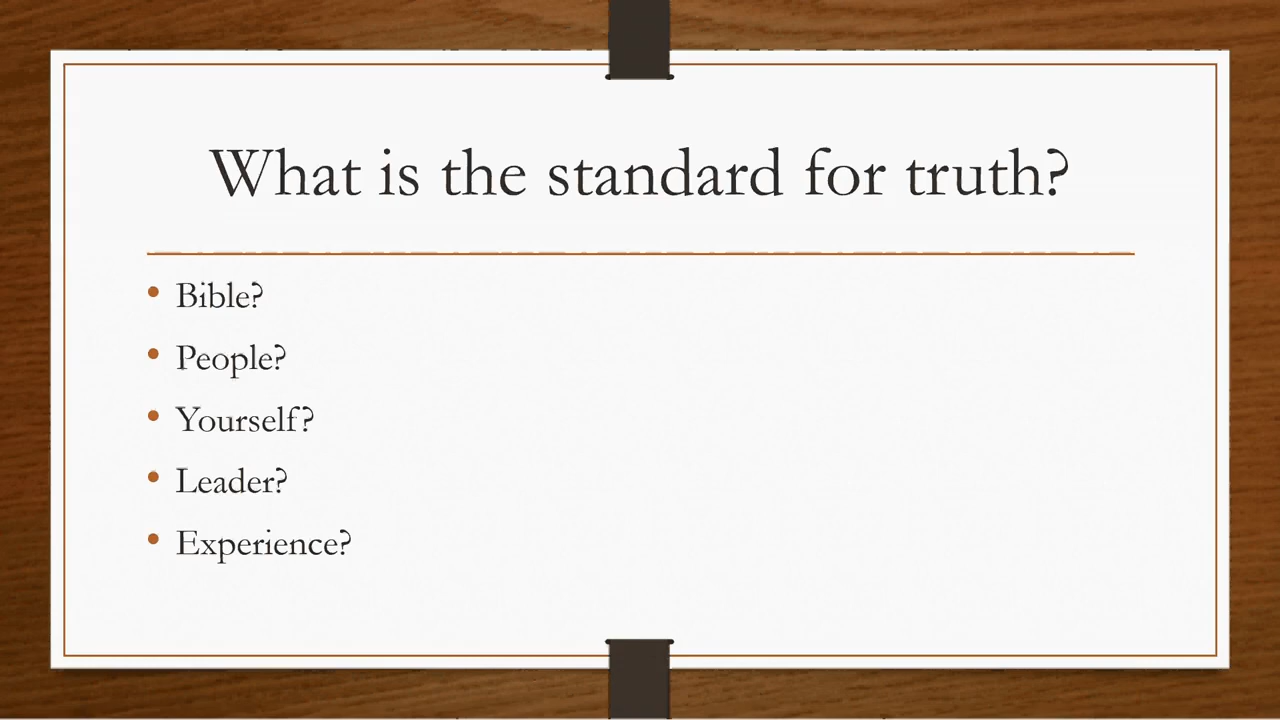 What is the standard for truth?
• Bible?
• People?
• Yourself?
• Leader?
• Experience?